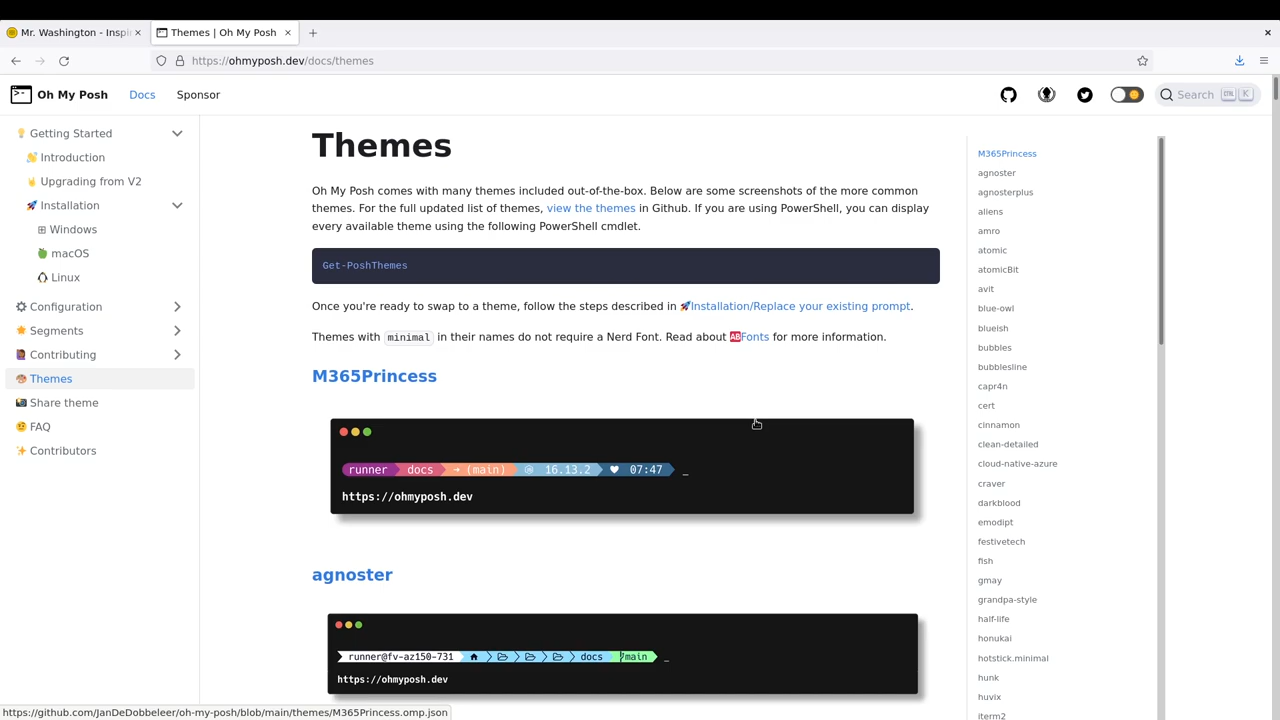 Mr. Washington - Inspi
Themes | Oh My Posh
https://ohmyposh.dev/docs/themes
Oh My Posh
Docs
Sponsor
Search
CTRL
K
Getting Started
Introduction
Upgrading from V2
Installation
Windows
macOS
Linux
Configuration
Segments
Contributing
Themes
Share theme
FAQ
Contributors
Themes
Oh My Posh comes with many themes included out-of-the-box. Below are some screenshots of the more common
themes. For the full updated list of themes, view the themes in Github. If you are using PowerShell, you can display
every available theme using the following PowerShell cmdlet.
Get-PoshThemes
Once you're ready to swap to a theme, follow the steps described in 🚀Installation/Replace your existing prompt.
Themes with minimal in their names do not require a Nerd Font. Read about 🆎Fonts for more information.
M365Princess
runner docs → (main) 16.13.2 ♥ 07:47 _
https://ohmyposh.dev
agnoster
runner@fv-az150-731 docs main _
https://ohmyposh.dev
M365Princess
agnoster
agnosterplus
aliens
amro
atomic
atomicBit
avit
blue-owl
blueish
bubbles
bubblesline
capr4n
cert
cinnamon
clean-detailed
cloud-native-azure
craver
darkblood
emodipt
festivetech
fish
gmay
grandpa-style
half-life
honukai
hotstick.minimal
hunk
huvix
iterm2
https://github.com/JanDeDobbeleer/oh-my-posh/blob/main/themes/M365Princess.omp.json